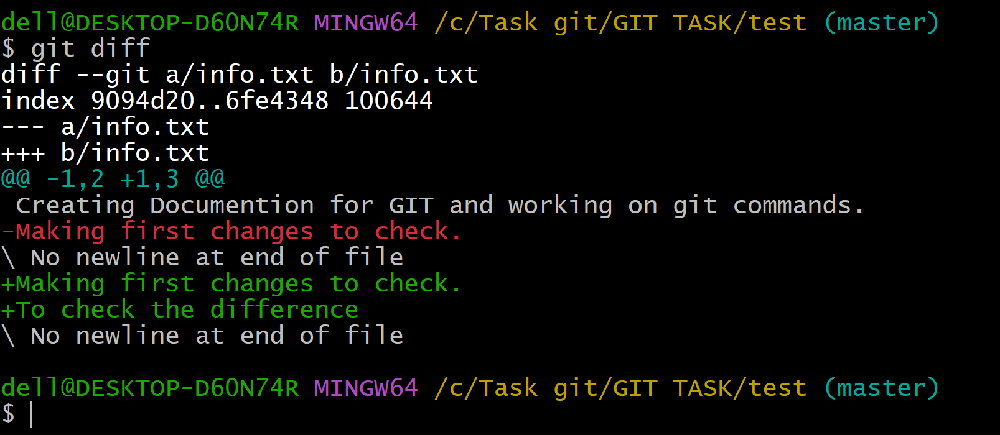 dell@DESKTOP-D6ON74R MINGW64 /c/Task git/GIT TASK/test (master)
$ git diff
diff --git a/info.txt b/info.txt
index 9094d20..6fe4348 100644
--- a/info.txt
+++ b/info.txt
@@ -1,2 +1,3 @@
 Creating Documention for GIT and working on git commands.
-Making first changes to check.
\ No newline at end of file
+Making first changes to check.
+To check the difference
\ No newline at end of file
dell@DESKTOP-D6ON74R MINGW64 /c/Task git/GIT TASK/test (master)
$